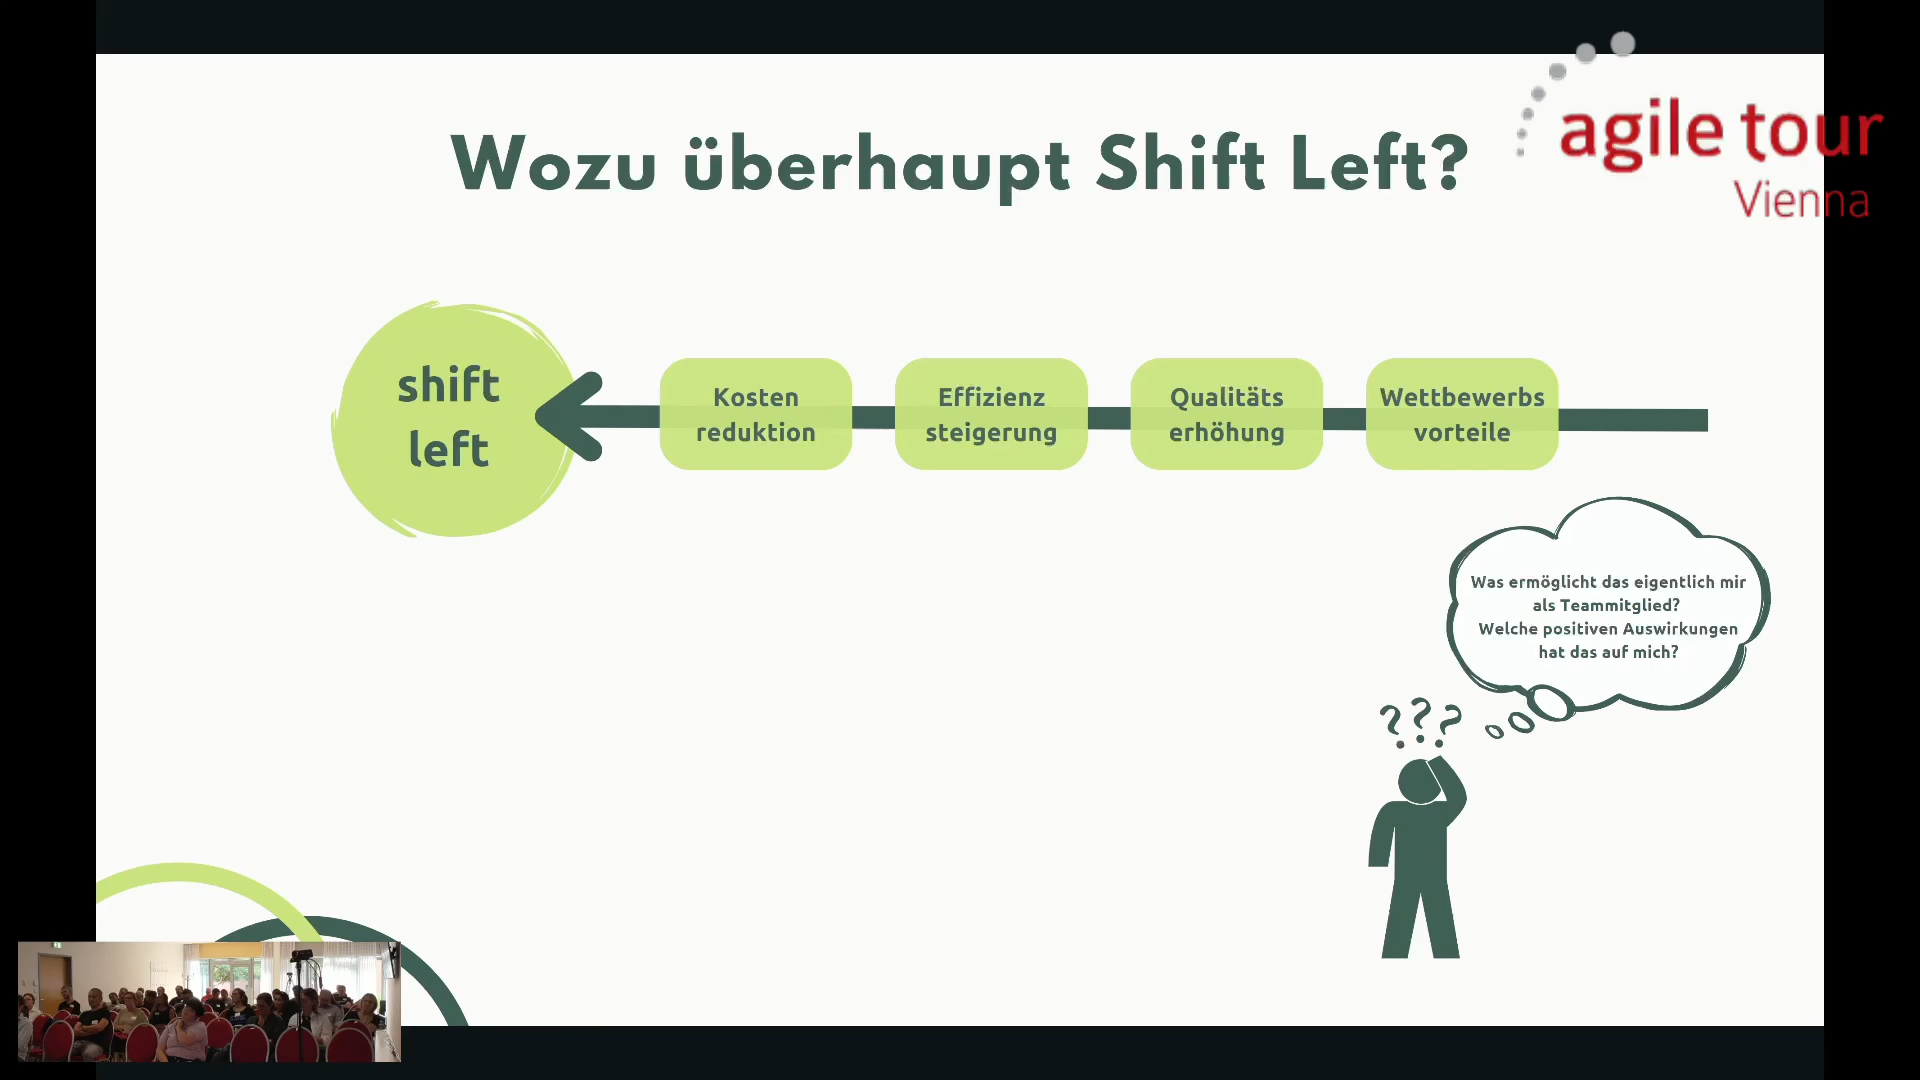 Wozu überhaupt Shift Left?
agile tour
Vienna
shift
left
Kosten
reduktion
Effizienz
steigerung
Qualitäts
erhöhung
Wettbewerbs
vorteile
Was ermöglicht das eigentlich mir
als Teammitglied?
Welche positiven Auswirkungen
hat das auf mich?
???